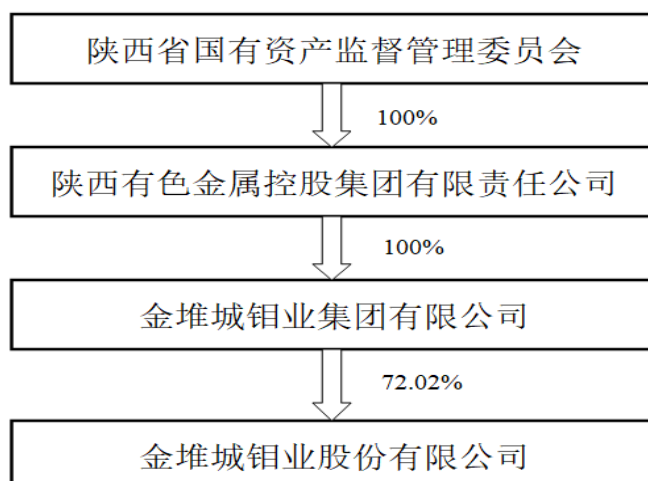 陕西省国有资产监督管理委员会
100%
陕西有色金属控股集团有限责任公司
100%
金堆城钼业集团有限公司
72.02%
金堆城钼业股份有限公司